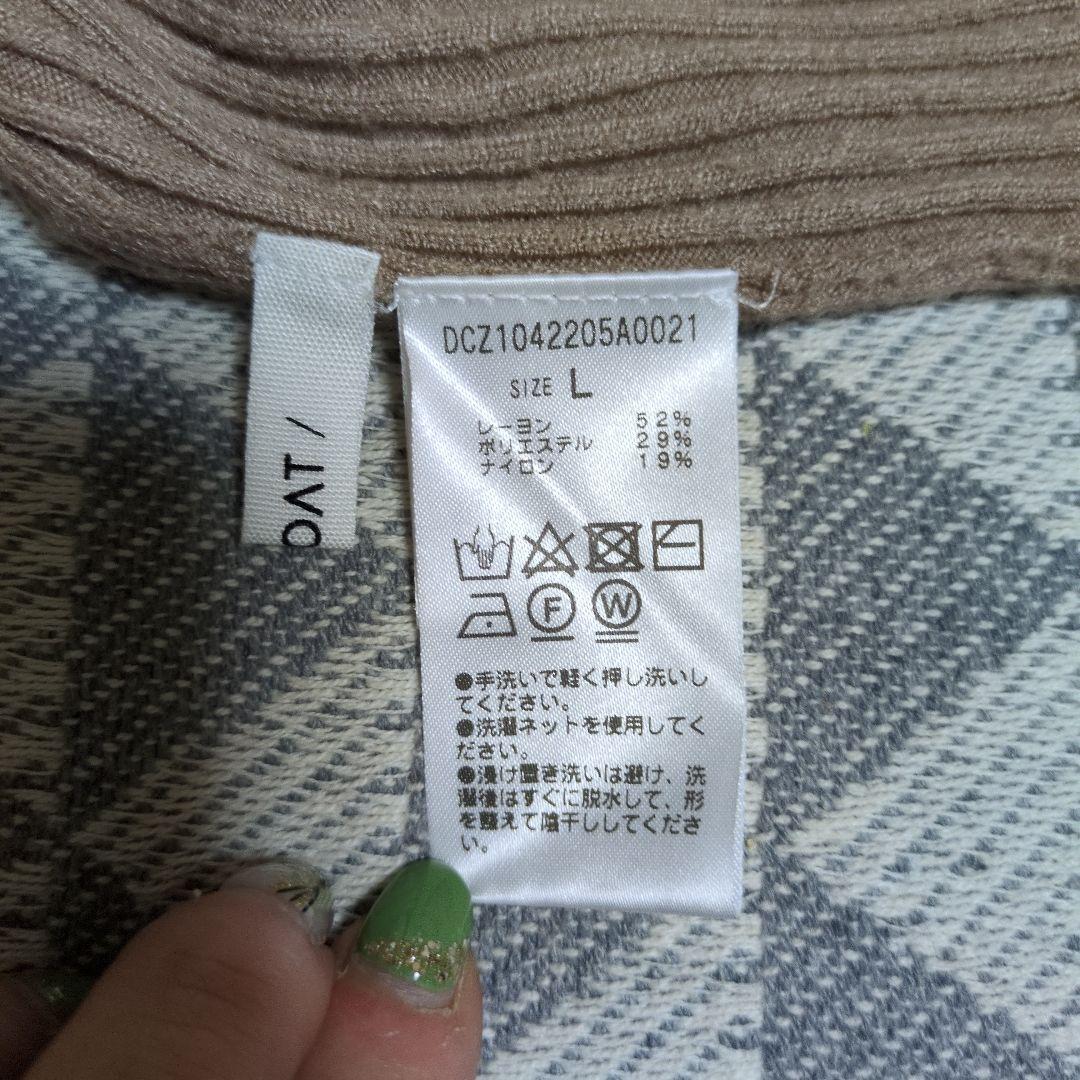 OAT /
DCZ1042205A0021
SIZE L
レーヨン 52%
ポリエステル 29%
ナイロン 19%
F W
●手洗いで軽く押し洗いし
てください。
●洗濯ネットを使用してく
ださい。
●浸け置き洗いは避け、洗
濯後はすぐに脱水して、形
を整えて陰干ししてくださ
い。